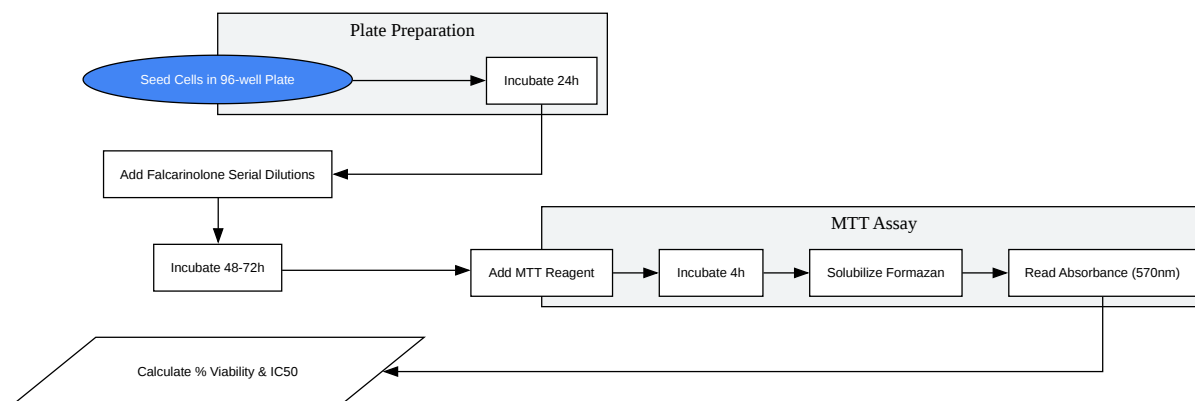 Plate Preparation
Seed Cells in 96-well Plate
Incubate 24h
Add Falcarinolone Serial Dilutions
Incubate 48-72h
MTT Assay
Add MTT Reagent
Incubate 4h
Solubilize Formazan
Read Absorbance (570nm)
Calculate % Viability & IC50